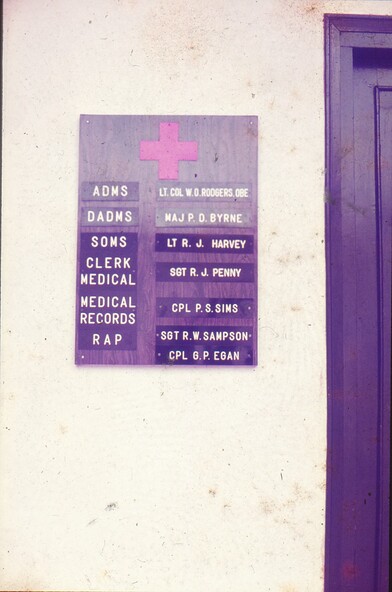 ADMS LT. COL W. O. RODGERS. OBE
DADMS MAJ P. D. BYRNE
SOMS LT R. J. HARVEY
CLERK MEDICAL SGT R. J. PENNY
MEDICAL RECORDS CPL P. S. SIMS
RAP SGT R. W. SAMPSON
CPL G. P. EGAN